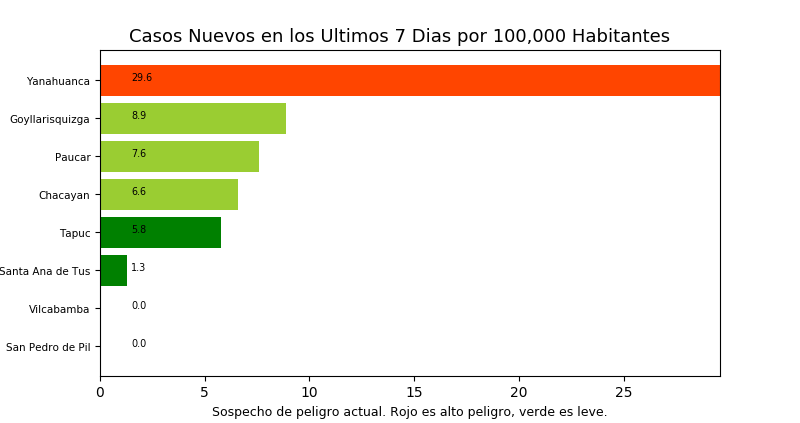 Casos Nuevos en los Ultimos 7 Dias por 100,000 Habitantes
Yanahuanca 29.6
Goyllarisquizga 8.9
Paucar 7.6
Chacayan 6.6
Tapuc 5.8
Santa Ana de Tus 1.3
Vilcabamba 0.0
San Pedro de Pil 0.0
0 5 10 15 20 25
Sospecho de peligro actual. Rojo es alto peligro, verde es leve.